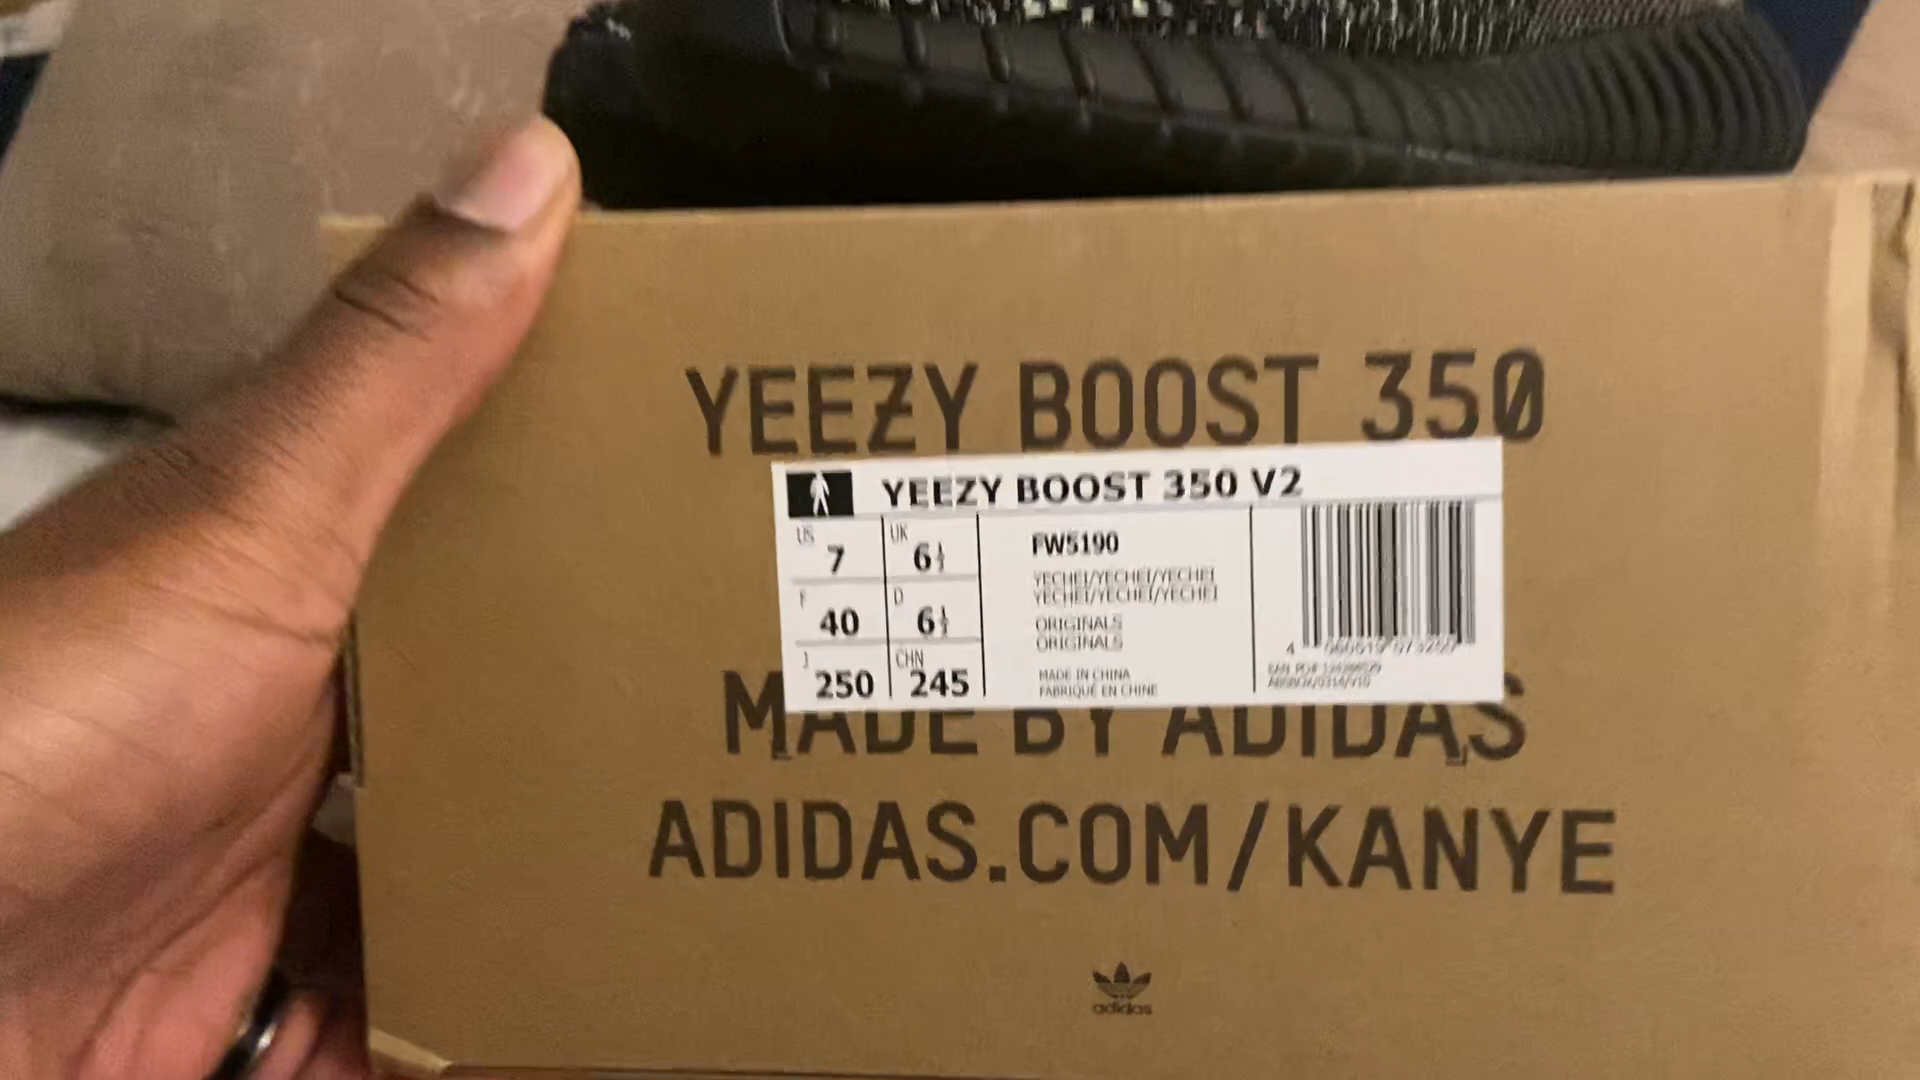 YEEZY BOOST 350
YEEZY BOOST 350 V2
US 7 UK 6½
F 40 D 6½
J 250 CHN 245
FW5190
YECHEI/YECHEI/YECHEI
YECHEI/YECHEI/YECHEI
ORIGINALS
ORIGINALS
MADE IN CHINA
FABRIQUÉ EN CHINE
MADE BY ADIDAS
ADIDAS.COM/KANYE
adidas